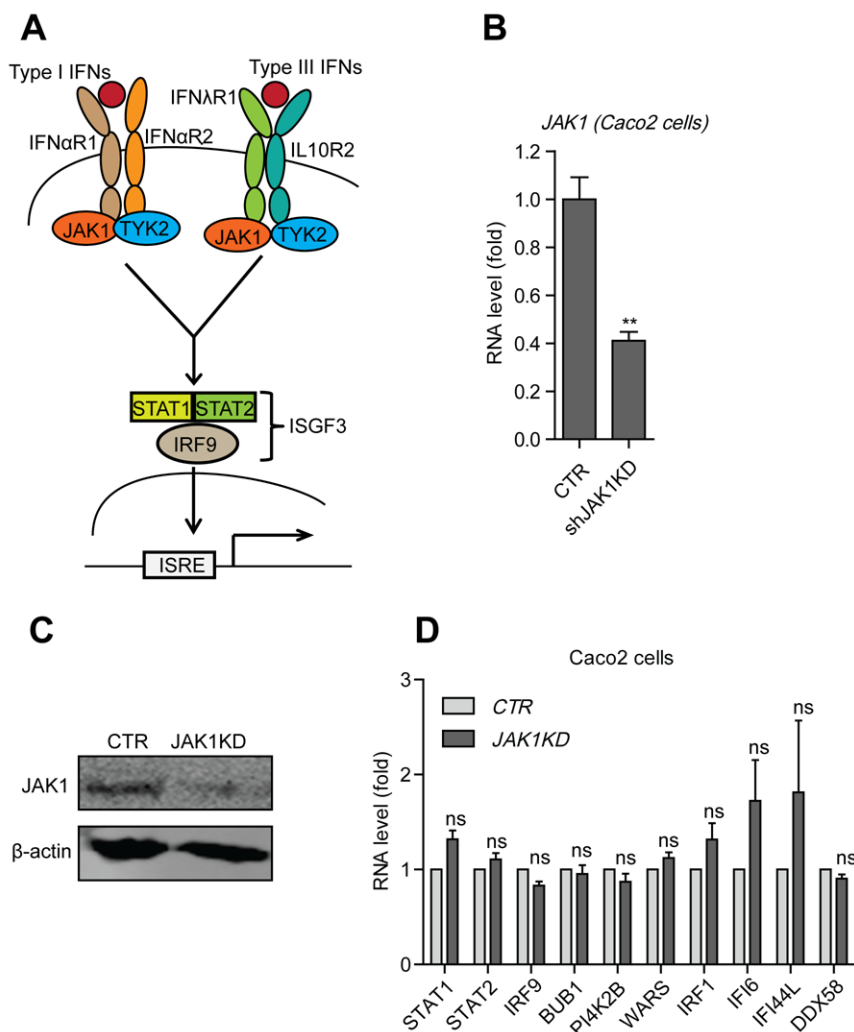 A
Type I IFNs
Type III IFNs
IFNλR1
IFNαR1
IFNαR2
IL10R2
JAK1
TYK2
JAK1
TYK2
STAT1
STAT2
ISGF3
IRF9
ISRE
B
JAK1 (Caco2 cells)
RNA level (fold)
1.2
1.0
0.8
0.6
0.4
0.2
0.0
**
CTR
shJAK1KD
C
CTR JAK1KD
JAK1
β-actin
D
Caco2 cells
CTR
JAK1KD
RNA level (fold)
3
2
1
0
ns
ns
ns
ns
ns
ns
ns
ns
ns
ns
STAT1
STAT2
IRF9
BUB1
PI4K2B
WARS
IRF1
IFI6
IFI44L
DDX58